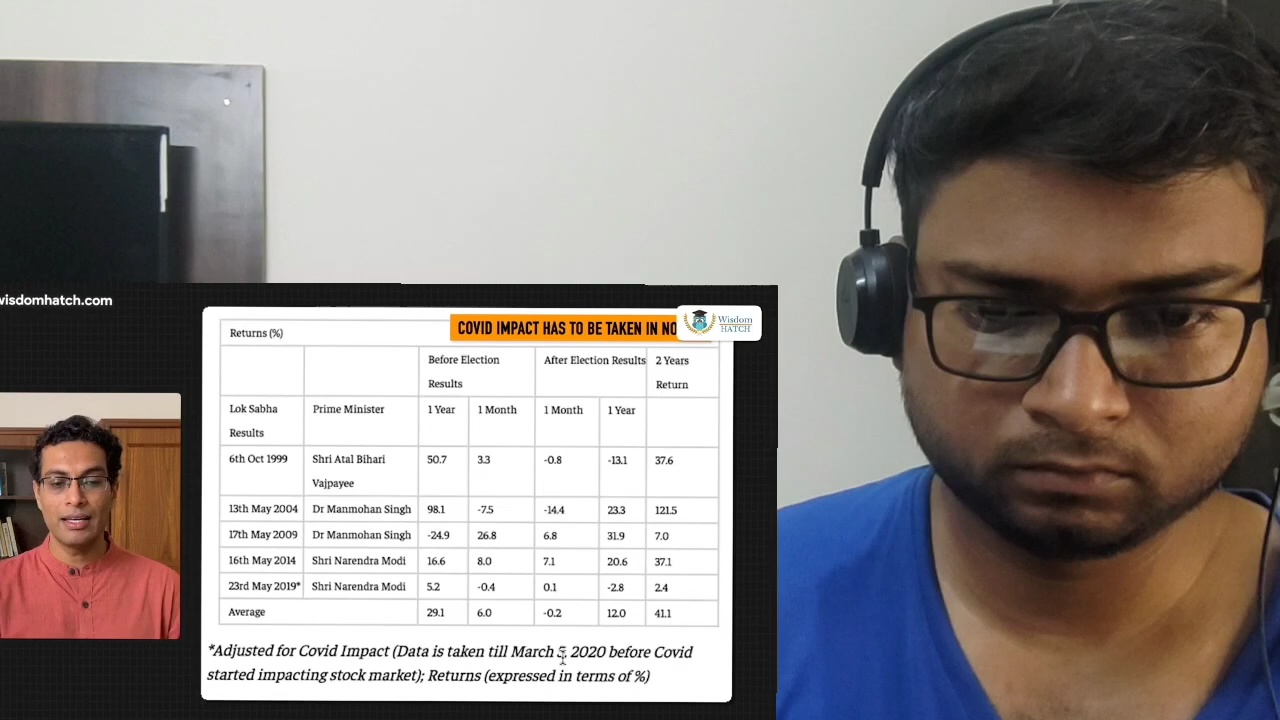 wisdomhatch.com
COVID IMPACT HAS TO BE TAKEN IN NO
Wisdom
HATCH
Returns (%)
Before Election Results After Election Results 2 Years Return
Lok Sabha Results Prime Minister 1 Year 1 Month 1 Month 1 Year
6th Oct 1999 Shri Atal Bihari Vajpayee 50.7 3.3 -0.8 -13.1 37.6
13th May 2004 Dr Manmohan Singh 98.1 -7.5 -14.4 23.3 121.5
17th May 2009 Dr Manmohan Singh -24.9 26.8 6.8 31.9 7.0
16th May 2014 Shri Narendra Modi 16.6 8.0 7.1 20.6 37.1
23rd May 2019* Shri Narendra Modi 5.2 -0.4 0.1 -2.8 2.4
Average 29.1 6.0 -0.2 12.0 41.1
*Adjusted for Covid Impact (Data is taken till March 5, 2020 before Covid
started impacting stock market); Returns (expressed in terms of %)